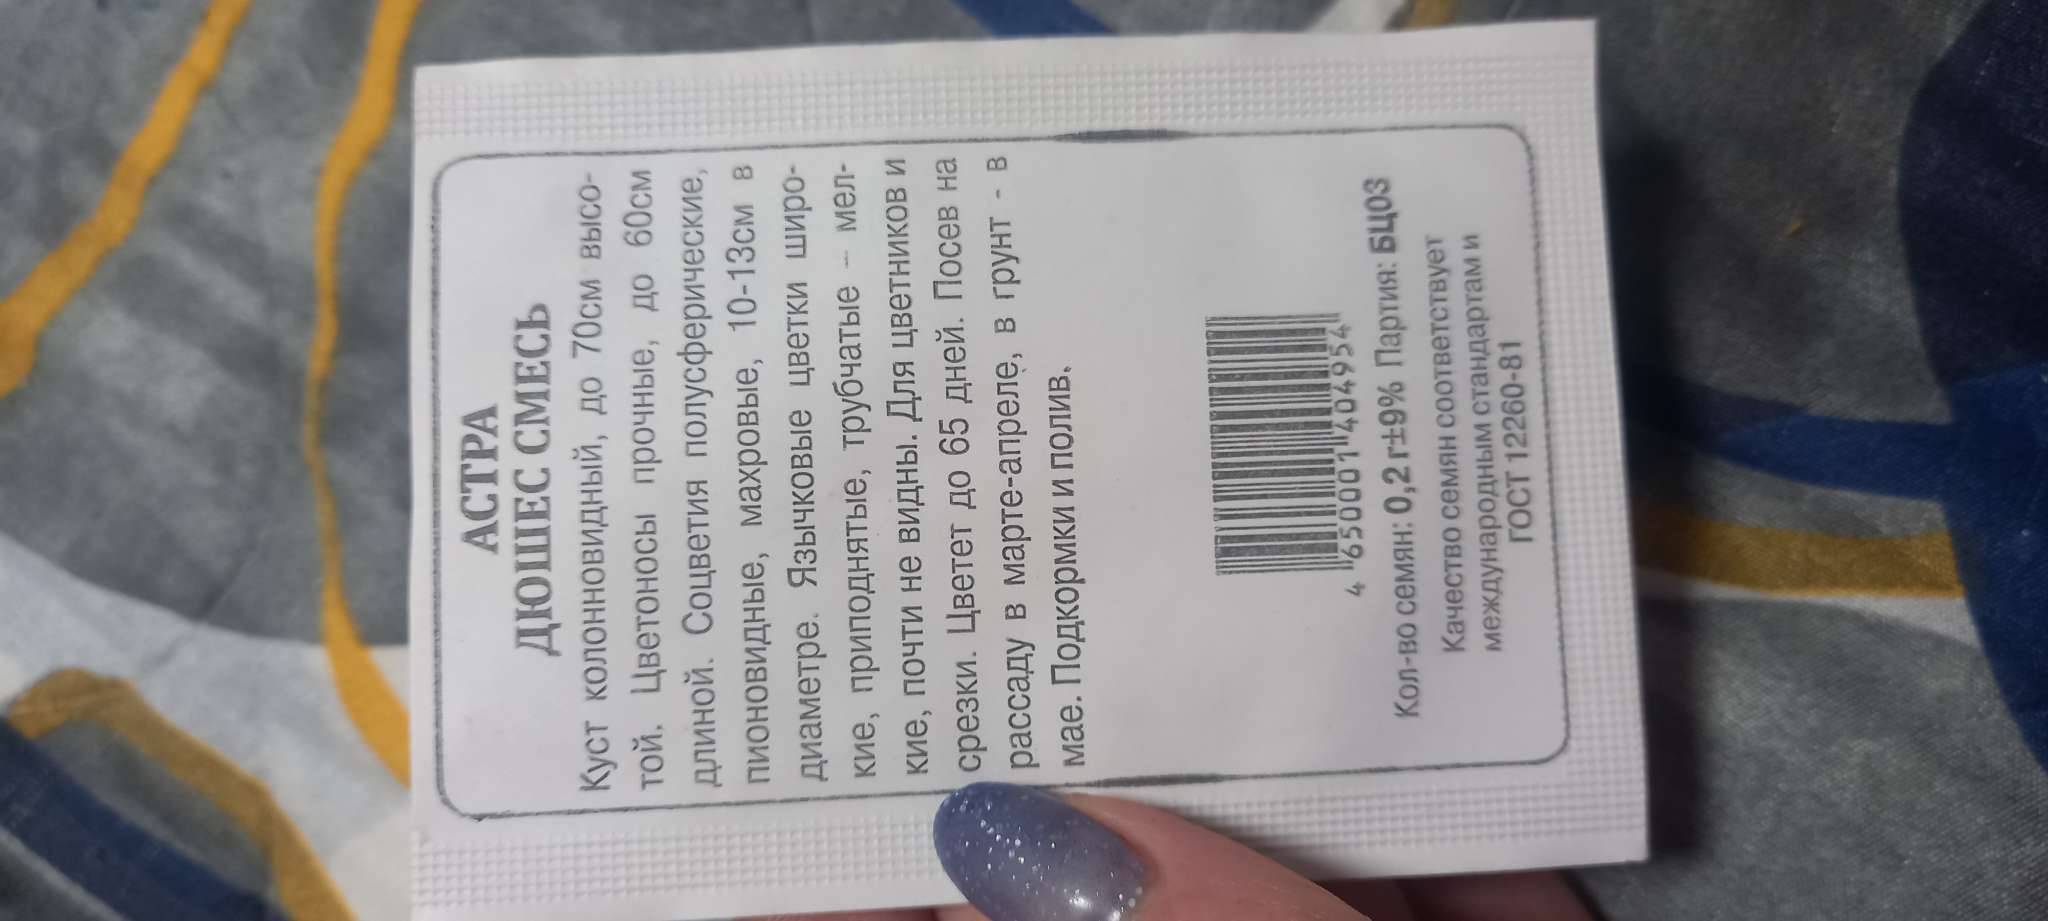 АСТРА
ДЮШЕС СМЕСЬ
Куст колонновидный, до 70см высо-
той. Цветоносы прочные, до 60см
длиной. Соцветия полусферические,
пионовидные, махровые, 10-13см в
диаметре. Язычковые цветки широ-
кие, приподнятые, трубчатые – мел-
кие, почти не видны. Для цветников и
срезки. Цветет до 65 дней. Посев на
рассаду в марте-апреле, в грунт - в
мае. Подкормки и полив.
4 650001 404954
Кол-во семян: 0,2 г±9% Партия: БЦ03
Качество семян соответствует
международным стандартам и
ГОСТ 12260-81